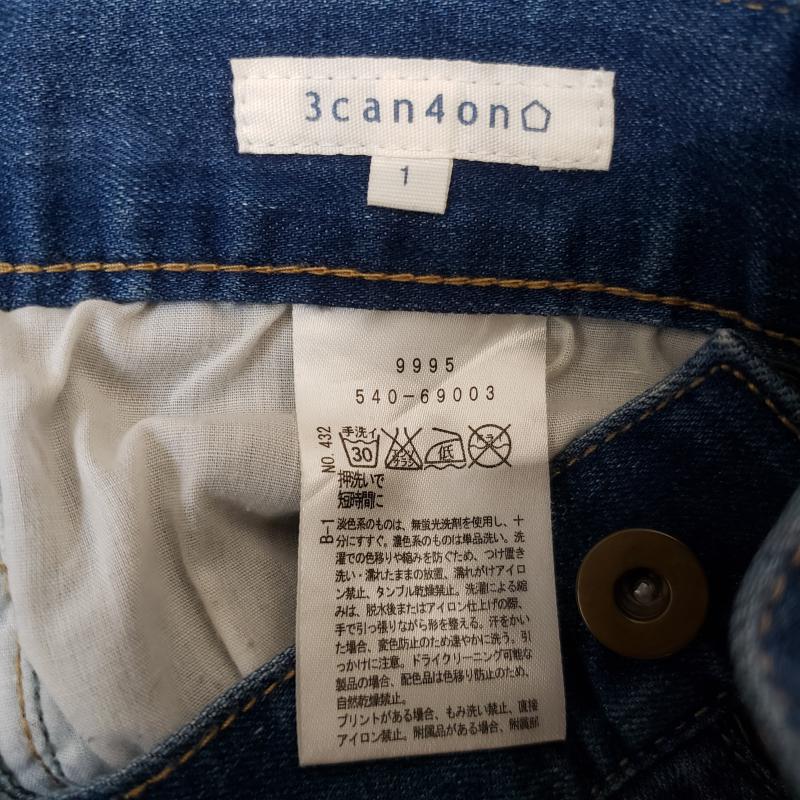 3can4on
1
9995
540-69003
NO. 432
手洗イ
30
エンソ
サラシ
低
ドライ
押洗いで
短時間に
B-1
淡色系のものは、無蛍光洗剤を使用し、十
分にすすぐ。濃色系のものは単品洗い。洗
濯での色移りや縮みを防ぐため、つけ置き
洗い・濡れたままの放置、濡れがけアイロ
ン禁止、タンブル乾燥禁止。洗濯による縮
みは、脱水後またはアイロン仕上げの際、
手で引っ張りながら形を整える。汗をかい
た場合、変色防止のため速やかに洗う。引
っかけに注意。ドライクリーニング可能な
製品の場合、配色品は色移り防止のため、
自然乾燥禁止。
プリントがある場合、もみ洗い禁止、直接
アイロン禁止。附属品がある場合、附属部